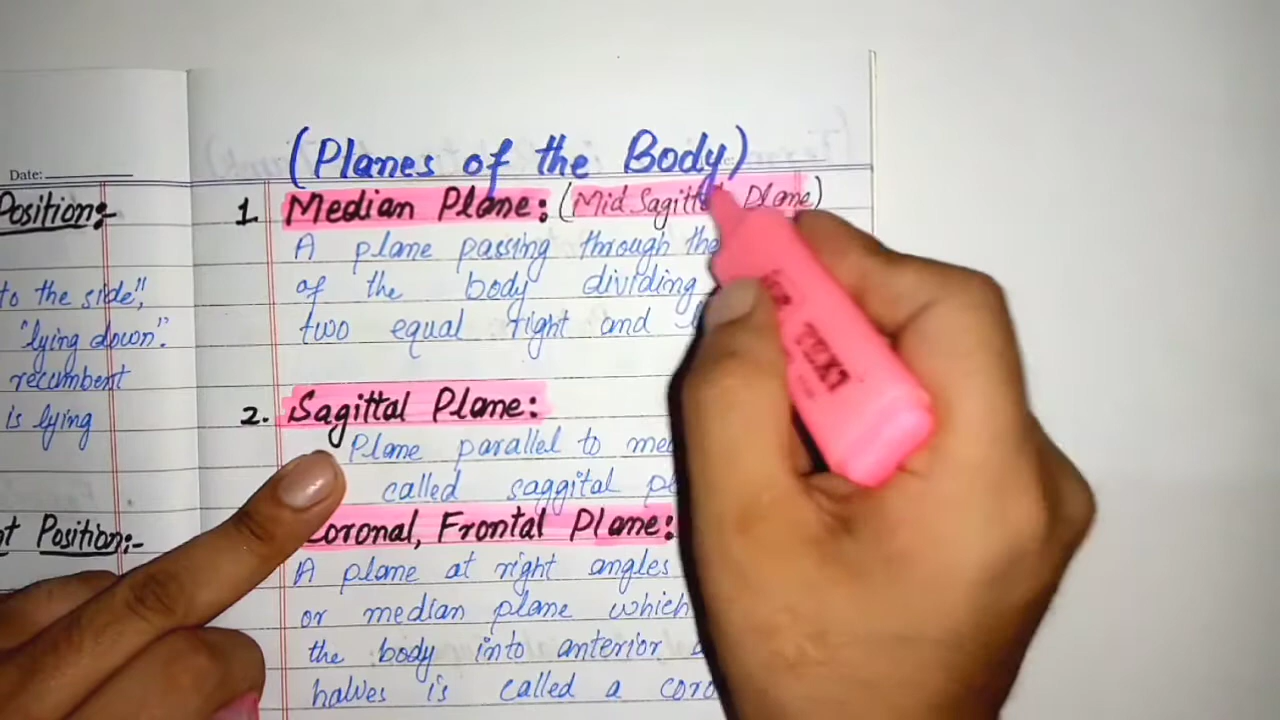 Date:
Position:-
to the side",
"lying down".
recumbent
is lying
Position:-
(Planes of the Body)
1. Median Plane: (Mid Sagittal Plane)
A plane passing through the
of the body dividing
two equal right and
2. Sagittal Plane:
Plane parallel to
called saggital
Coronal, Frontal Plane:
A plane at right angles
or median plane which
the body into anterior
halves is called a
TEXT